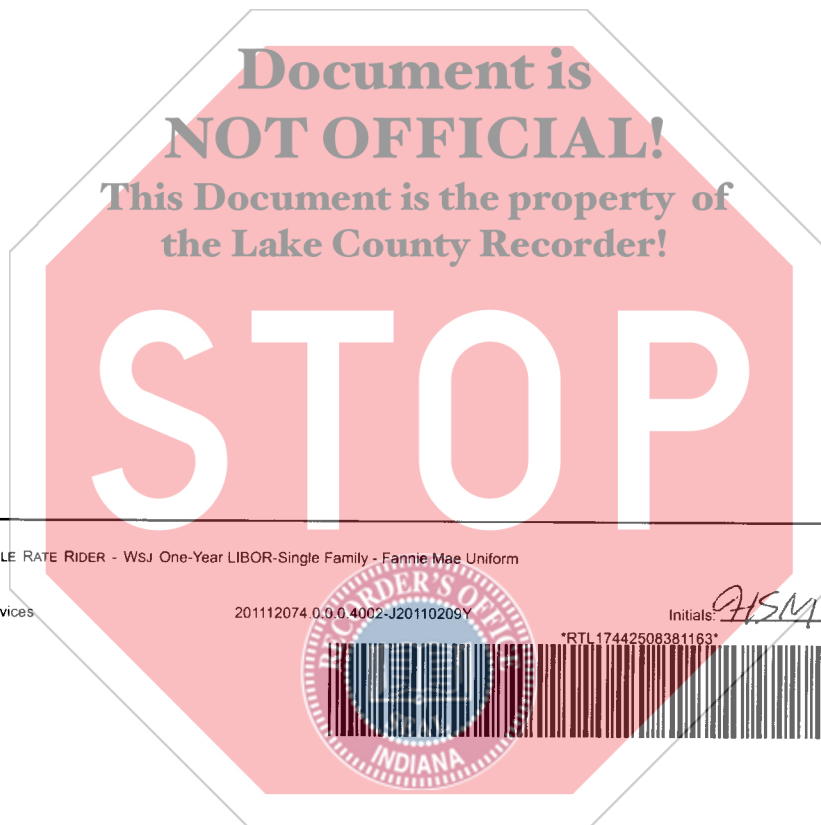 Document is
NOT OFFICIAL!
This Document is the property of
the Lake County Recorder!
STOP
LE RATE RIDER - WSJ One-Year LIBOR-Single Family - Fannie Mae Uniform
vices 201112074.0.0.0.4002-J20110209Y Initials: HSM
*RTL17442508381163*
RECORDER'S OFFICE
SEAL
INDIANA